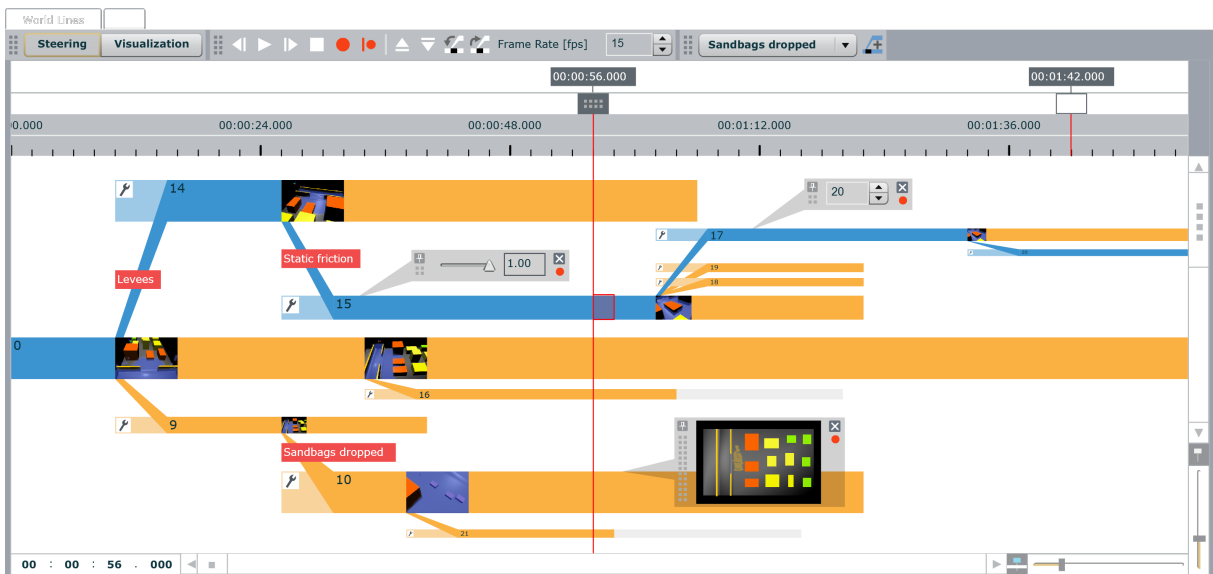 World Lines
Steering Visualization Frame Rate [fps] 15 Sandbags dropped
00:00:56.000 00:01:42.000
0.000 00:00:24.000 00:00:48.000 00:01:12.000 00:01:36.000
14
20
17
Static friction
1.00
19
Levees
18
15
0
16
9
Sandbags dropped
10
21
00 : 00 : 56 . 000